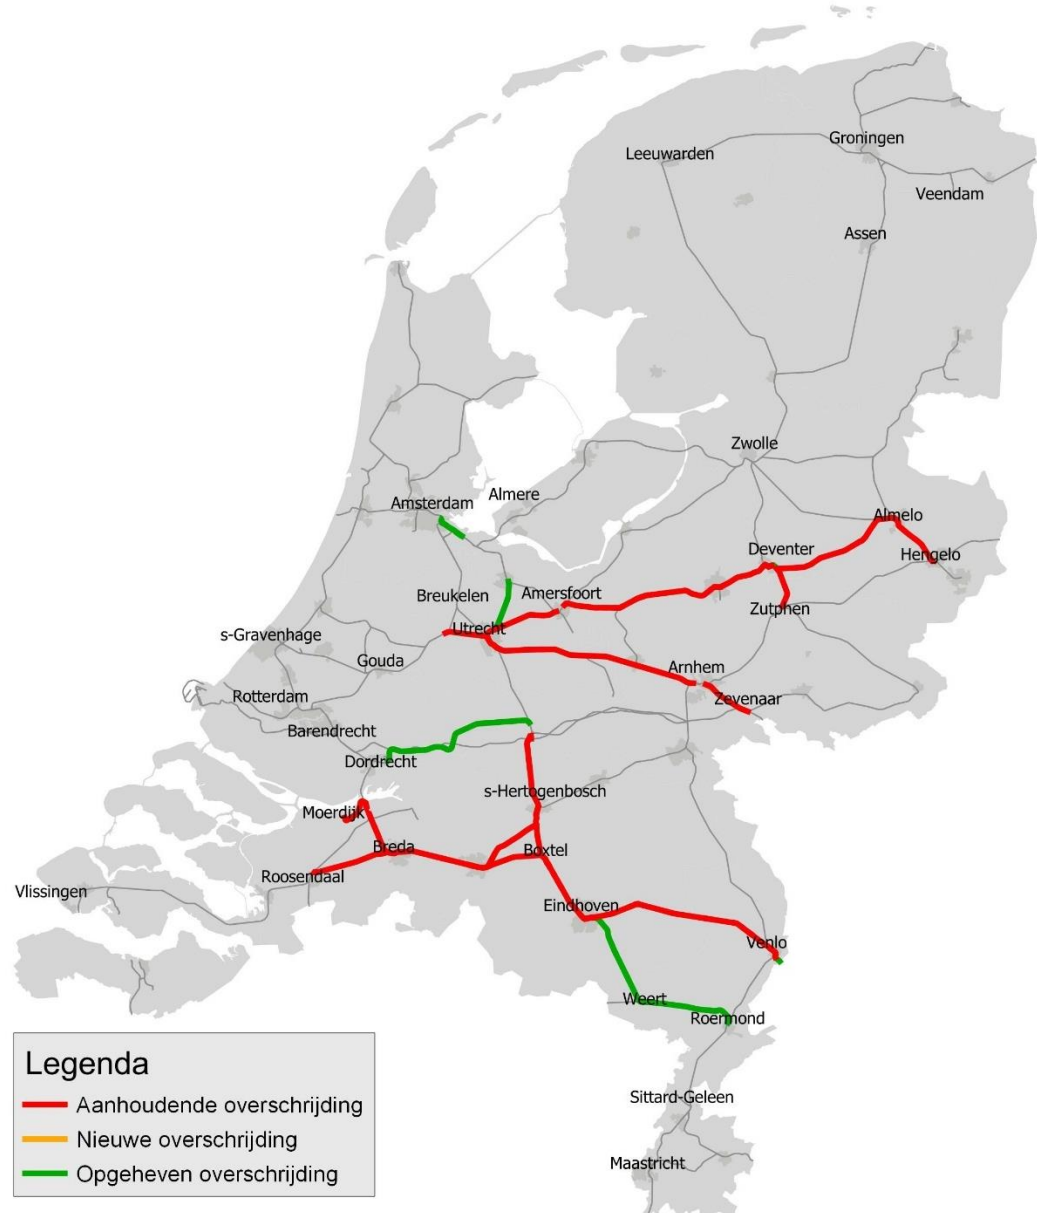 Groningen
Leeuwarden
Veendam
Assen
Zwolle
Almere
Amsterdam
Almelo
Deventer
Hengelo
Breukelen
Amersfoort
Zutphen
Utrecht
s-Gravenhage
Gouda
Arnhem
Rotterdam
Zevenaar
Barendrecht
Dordrecht
s-Hertogenbosch
Moerdijk
Breda
Boxtel
Roosendaal
Vlissingen
Eindhoven
Venlo
Weert
Roermond
Sittard-Geleen
Maastricht
Legenda
Aanhoudende overschrijding
Nieuwe overschrijding
Opgeheven overschrijding